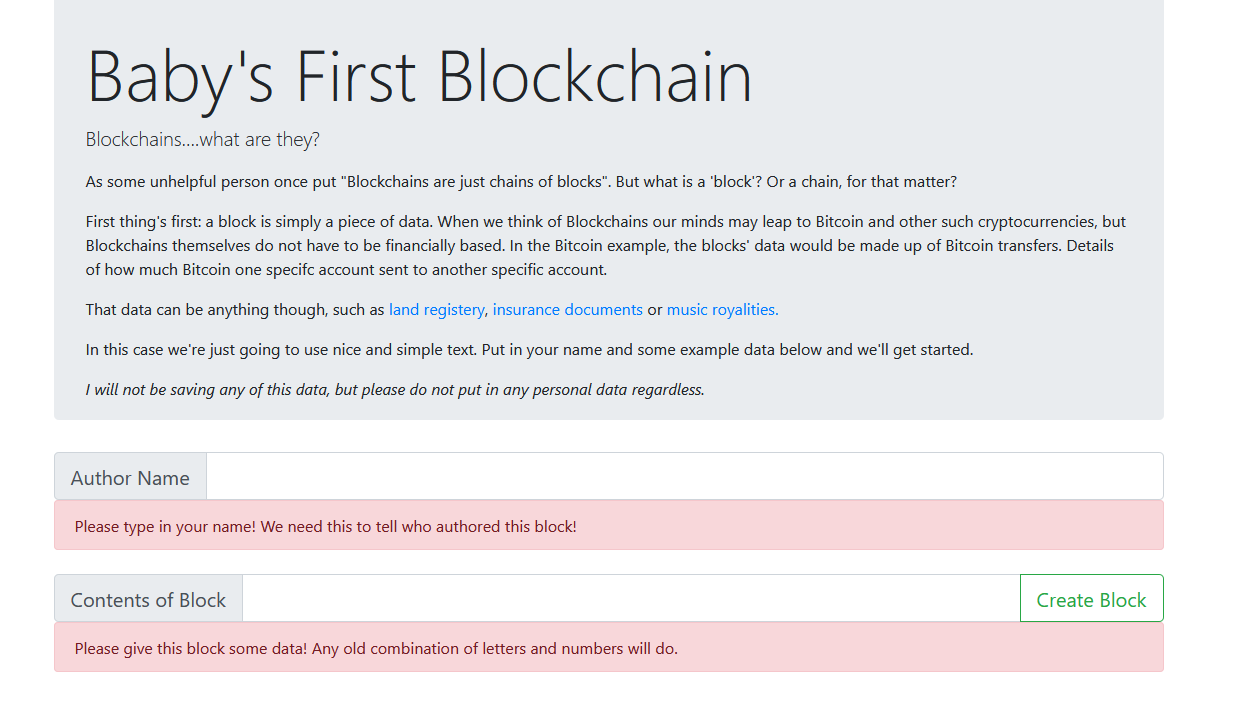 Baby's First Blockchain
Blockchains....what are they?
As some unhelpful person once put "Blockchains are just chains of blocks". But what is a 'block'? Or a chain, for that matter?
First thing's first: a block is simply a piece of data. When we think of Blockchains our minds may leap to Bitcoin and other such cryptocurrencies, but
Blockchains themselves do not have to be financially based. In the Bitcoin example, the blocks' data would be made up of Bitcoin transfers. Details
of how much Bitcoin one specifc account sent to another specific account.
That data can be anything though, such as land registery, insurance documents or music royalities.
In this case we're just going to use nice and simple text. Put in your name and some example data below and we'll get started.
I will not be saving any of this data, but please do not put in any personal data regardless.
Author Name
Please type in your name! We need this to tell who authored this block!
Contents of Block
Create Block
Please give this block some data! Any old combination of letters and numbers will do.